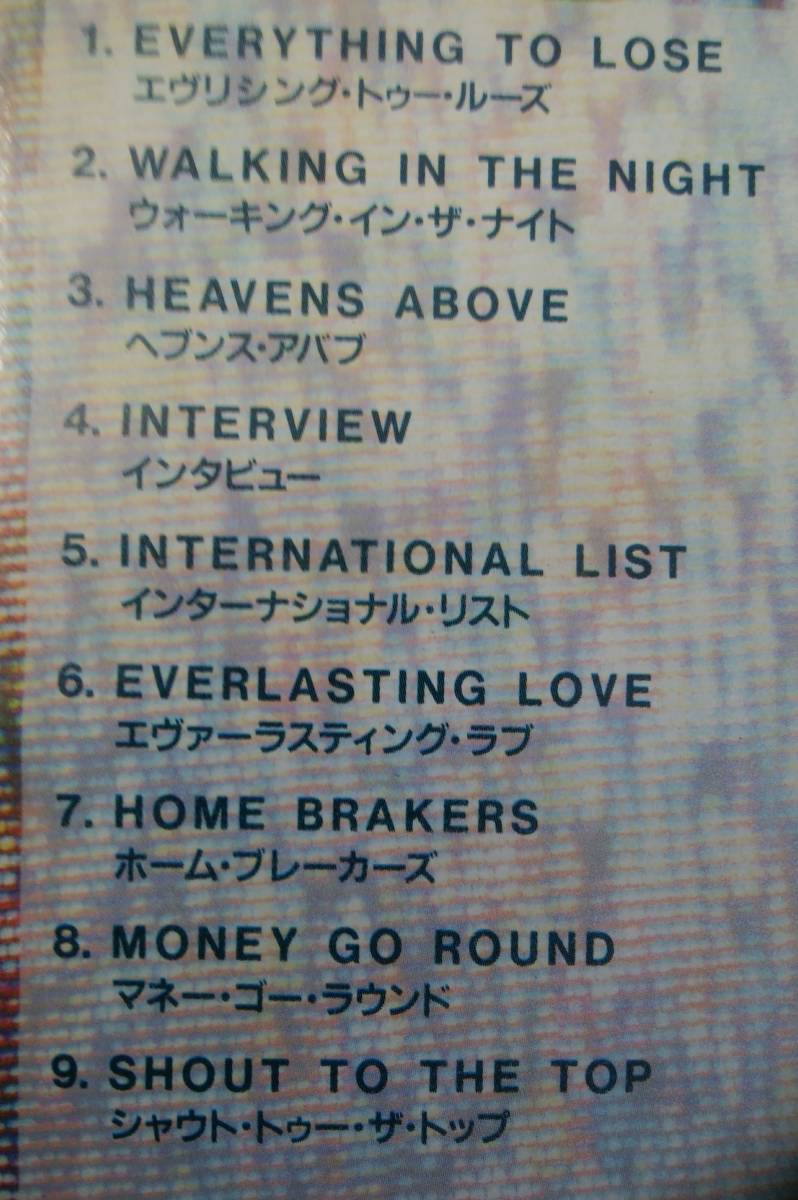 1. EVERYTHING TO LOSE
エヴリシング・トゥー・ルーズ
2. WALKING IN THE NIGHT
ウォーキング・イン・ザ・ナイト
3. HEAVENS ABOVE
ヘブンス・アバブ
4. INTERVIEW
インタビュー
5. INTERNATIONAL LIST
インターナショナル・リスト
6. EVERLASTING LOVE
エヴァーラスティング・ラブ
7. HOME BRAKERS
ホーム・ブレーカーズ
8. MONEY GO ROUND
マネー・ゴー・ラウンド
9. SHOUT TO THE TOP
シャウト・トゥー・ザ・トップ